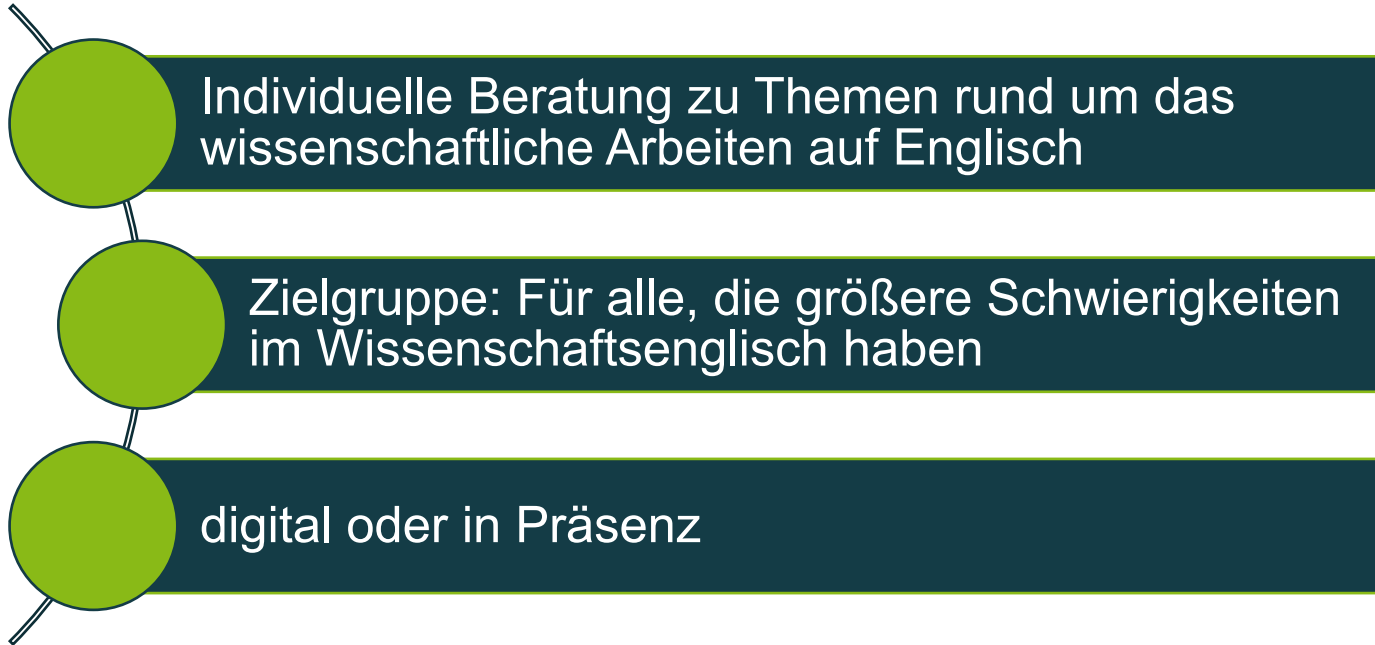 Individuelle Beratung zu Themen rund um das
wissenschaftliche Arbeiten auf Englisch
Zielgruppe: Für alle, die größere Schwierigkeiten
im Wissenschaftsenglisch haben
digital oder in Präsenz